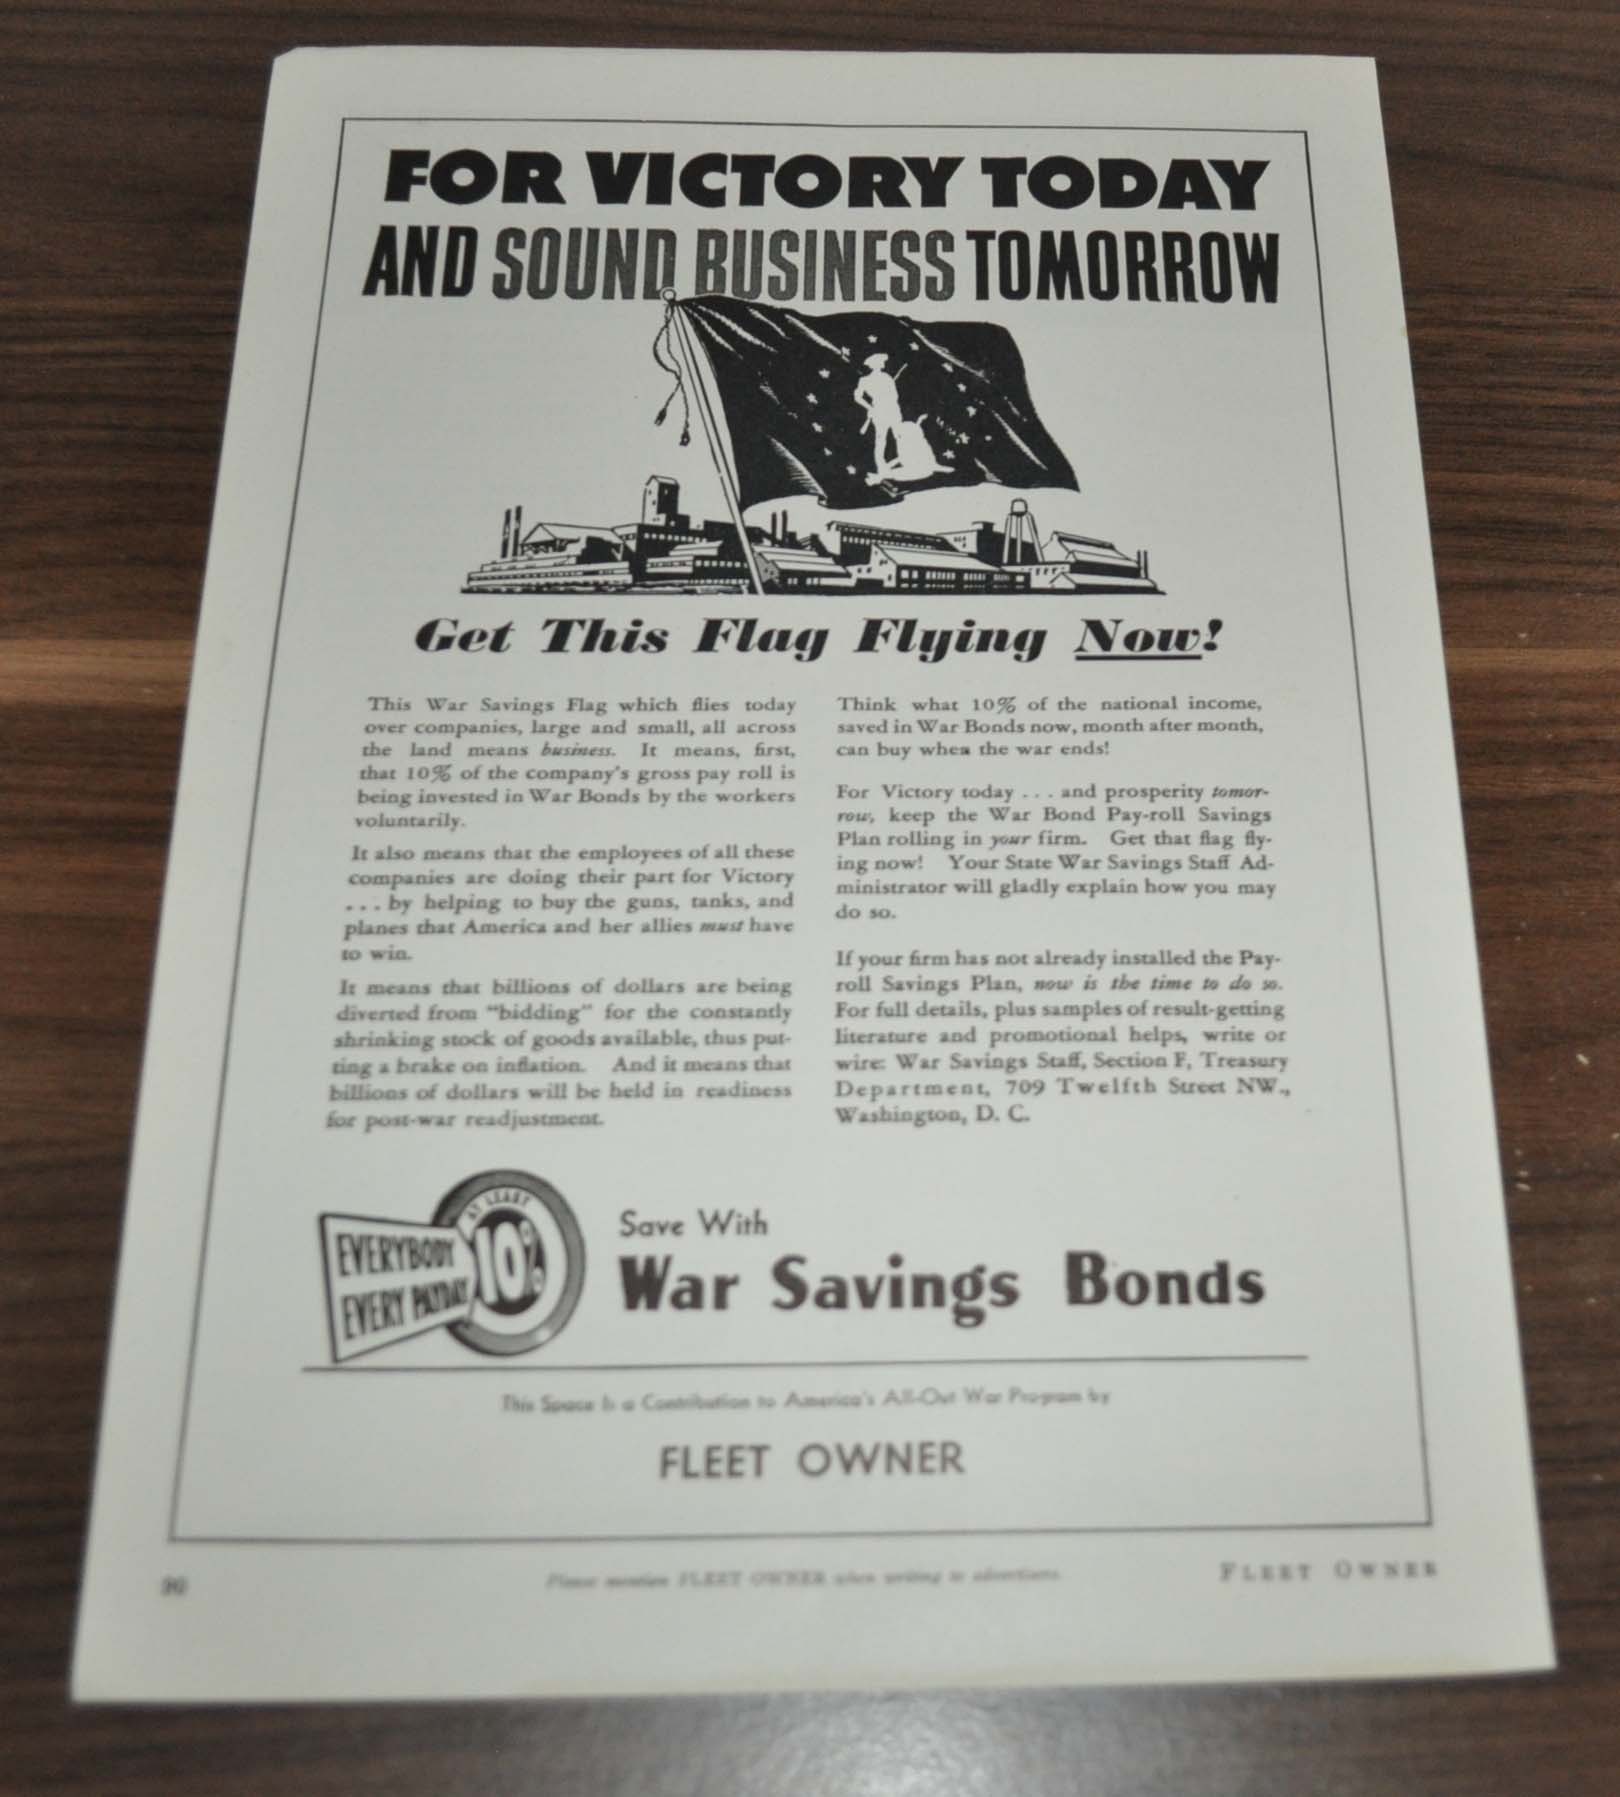 FOR VICTORY TODAY
AND SOUND BUSINESS TOMORROW
Get This Flag Flying Now!
This War Savings Flag which flies today
over companies, large and small, all across
the land means business. It means, first,
that 10% of the company's gross pay roll is
being invested in War Bonds by the workers
voluntarily.
It also means that the employees of all these
companies are doing their part for Victory
... by helping to buy the guns, tanks, and
planes that America and her allies must have
to win.
It means that billions of dollars are being
diverted from "bidding" for the constantly
shrinking stock of goods available, thus put-
ting a brake on inflation. And it means that
billions of dollars will be held in readiness
for post-war readjustment.
Think what 10% of the national income,
saved in War Bonds now, month after month,
can buy when the war ends!
For Victory today ... and prosperity tomor-
row, keep the War Bond Pay-roll Savings
Plan rolling in your firm. Get that flag fly-
ing now! Your State War Savings Staff Ad-
ministrator will gladly explain how you may
do so.
If your firm has not already installed the Pay-
roll Savings Plan, now is the time to do so.
For full details, plus samples of result-getting
literature and promotional helps, write or
wire: War Savings Staff, Section F, Treasury
Department, 709 Twelfth Street NW.,
Washington, D. C.
EVERYBODY
EVERY PAYDAY
AT LEAST
10%
Save With
War Savings Bonds
This Space Is a Contribution to America's All-Out War Program by
FLEET OWNER
90
Please mention FLEET OWNER when writing to advertisers.
FLEET OWNER